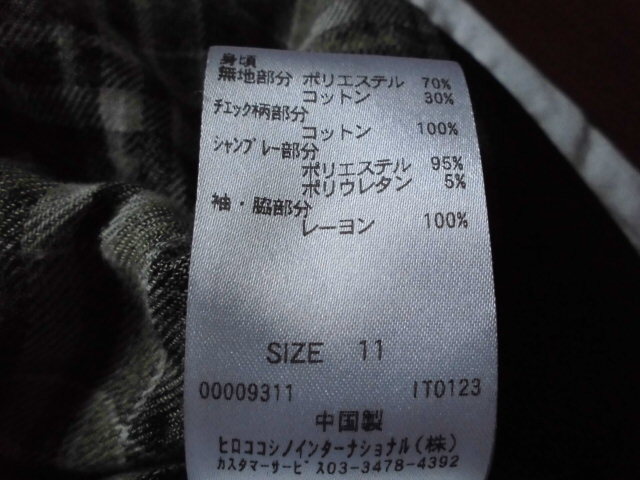 身頃
無地部分 ポリエステル 70%
コットン 30%
チェック柄部分
コットン 100%
シャンブレー部分
ポリエステル 95%
ポリウレタン 5%
袖・脇部分
レーヨン 100%
SIZE 11
00009311 IT0123
中国製
ヒロココシノインターナショナル(株)
カスタマーサービス03-3478-4392